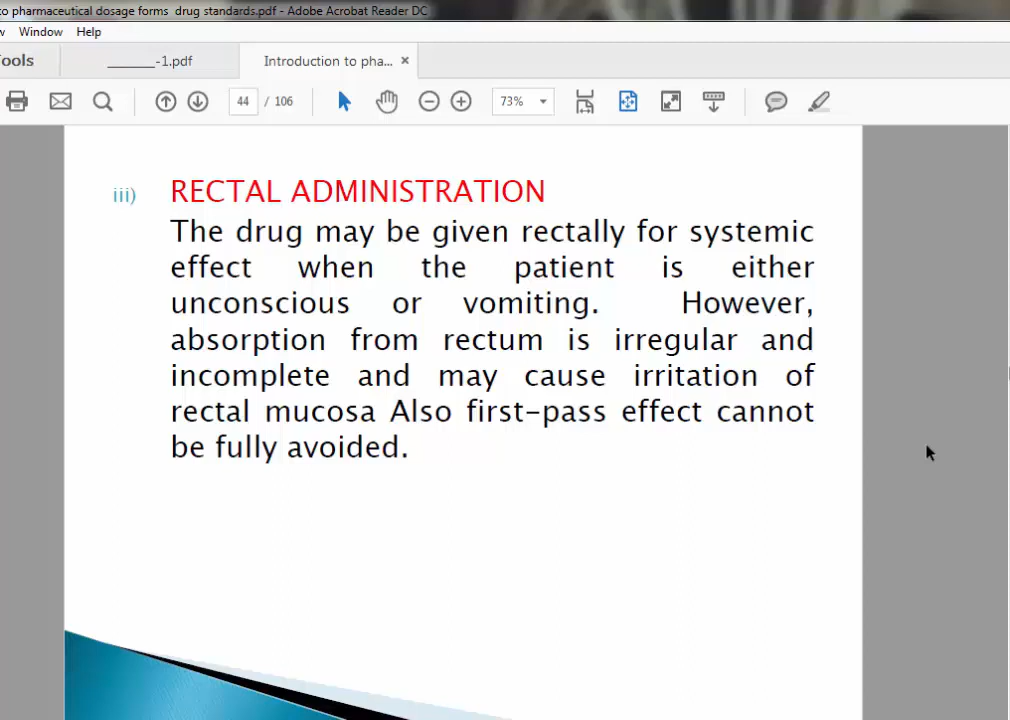 to pharmaceutical dosage forms drug standards.pdf - Adobe Acrobat Reader DC
w Window Help
Tools _______-1.pdf Introduction to pha... ×
44 / 106 73%
iii) RECTAL ADMINISTRATION
The drug may be given rectally for systemic
effect when the patient is either
unconscious or vomiting. However,
absorption from rectum is irregular and
incomplete and may cause irritation of
rectal mucosa Also first-pass effect cannot
be fully avoided.